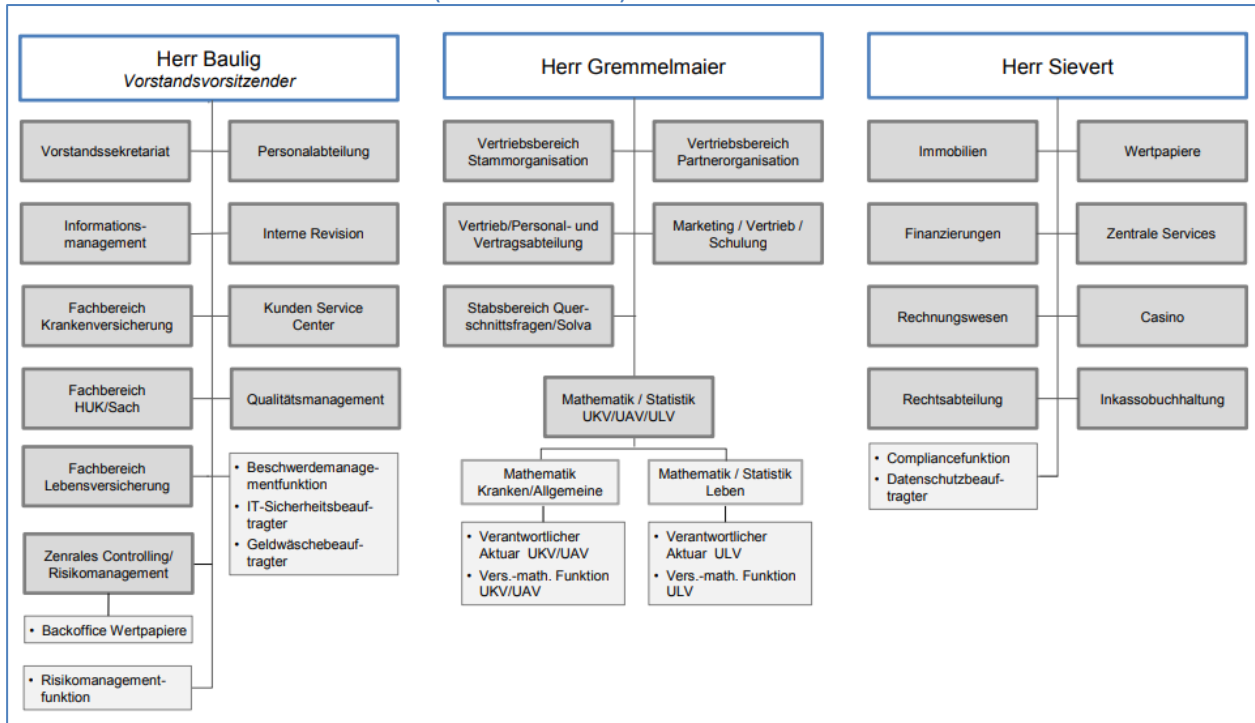 Herr Baulig
Vorstandsvorsitzender
Vorstandssekretariat
Personalabteilung
Informations-
management
Interne Revision
Fachbereich
Krankenversicherung
Kunden Service
Center
Fachbereich
HUK/Sach
Qualitätsmanagement
Fachbereich
Lebensversicherung
• Beschwerdemanage-
mentfunktion
• IT-Sicherheitsbeauf-
tragter
• Geldwäschebeauf-
tragter
Zenrales Controlling/
Risikomanagement
• Backoffice Wertpapiere
• Risikomanagement-
funktion
Herr Gremmelmaier
Vertriebsbereich
Stammorganisation
Vertriebsbereich
Partnerorganisation
Vertrieb/Personal- und
Vertragsabteilung
Marketing / Vertrieb /
Schulung
Stabsbereich Quer-
schnittsfragen/Solva
Mathematik / Statistik
UKV/UAV/ULV
Mathematik
Kranken/Allgemeine
Mathematik / Statistik
Leben
• Verantwortlicher
Aktuar UKV/UAV
• Vers.-math. Funktion
UKV/UAV
• Verantwortlicher
Aktuar ULV
• Vers.-math. Funktion
ULV
Herr Sievert
Immobilien
Wertpapiere
Finanzierungen
Zentrale Services
Rechnungswesen
Casino
Rechtsabteilung
Inkassobuchhaltung
• Compliancefunktion
• Datenschutzbeauf-
tragter